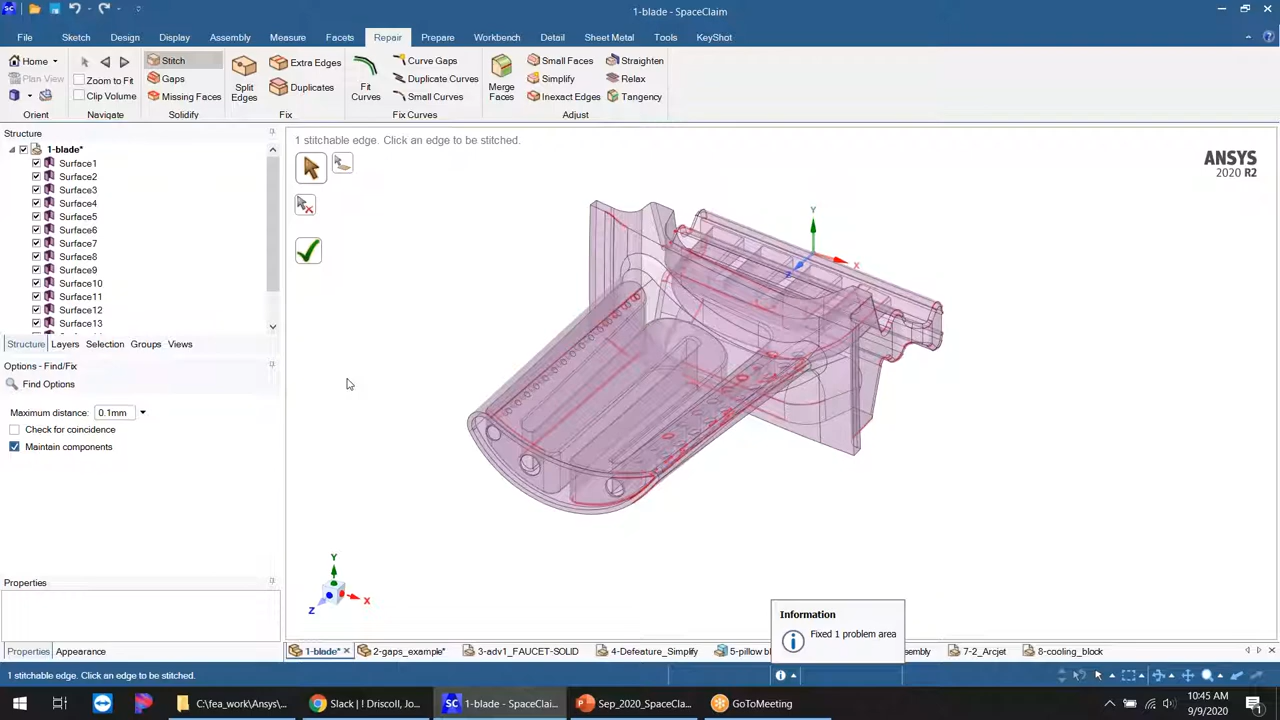 1-blade - SpaceClaim
File Sketch Design Display Assembly Measure Facets Repair Prepare Workbench Detail Sheet Metal Tools KeyShot
Home
Plan View
Orient
Zoom to Fit
Clip Volume
Navigate
Stitch
Gaps
Missing Faces
Solidify
Split Edges
Extra Edges
Duplicates
Fix
Fit Curves
Curve Gaps
Duplicate Curves
Small Curves
Fix Curves
Merge Faces
Small Faces
Simplify
Inexact Edges
Straighten
Relax
Tangency
Adjust
Structure
1-blade*
Surface1
Surface2
Surface3
Surface4
Surface5
Surface6
Surface7
Surface8
Surface9
Surface10
Surface11
Surface12
Surface13
Structure Layers Selection Groups Views
Options - Find/Fix
Find Options
Maximum distance: 0.1mm
Check for coincidence
Maintain components
Properties
Properties Appearance
1 stitchable edge. Click an edge to be stitched.
ANSYS
2020 R2
Y
X
Z
Y
X
Z
Information
Fixed 1 problem area
1-blade* 2-gaps_example* 3-adv1_FAUCET-SOLID 4-Defeature_Simplify 7-2_Arcjet 8-cooling_block
1 stitchable edge. Click an edge to be stitched.
C:\fea_work\Ansys\... Slack | ! Driscoll, Jo... 1-blade - SpaceClai... Sep_2020_SpaceCla... GoToMeeting
10:45 AM
9/9/2020